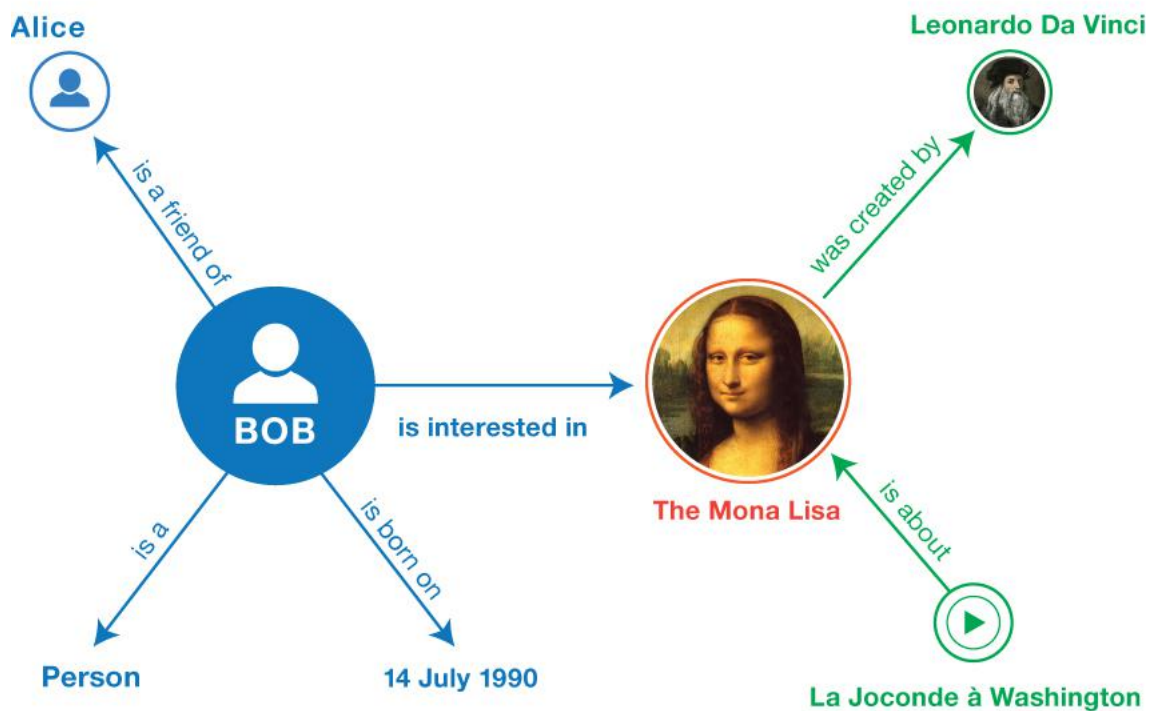 Alice
Leonardo Da Vinci
is a friend of
was created by
BOB
is interested in
The Mona Lisa
is a
is born on
is about
Person
14 July 1990
La Joconde à Washington